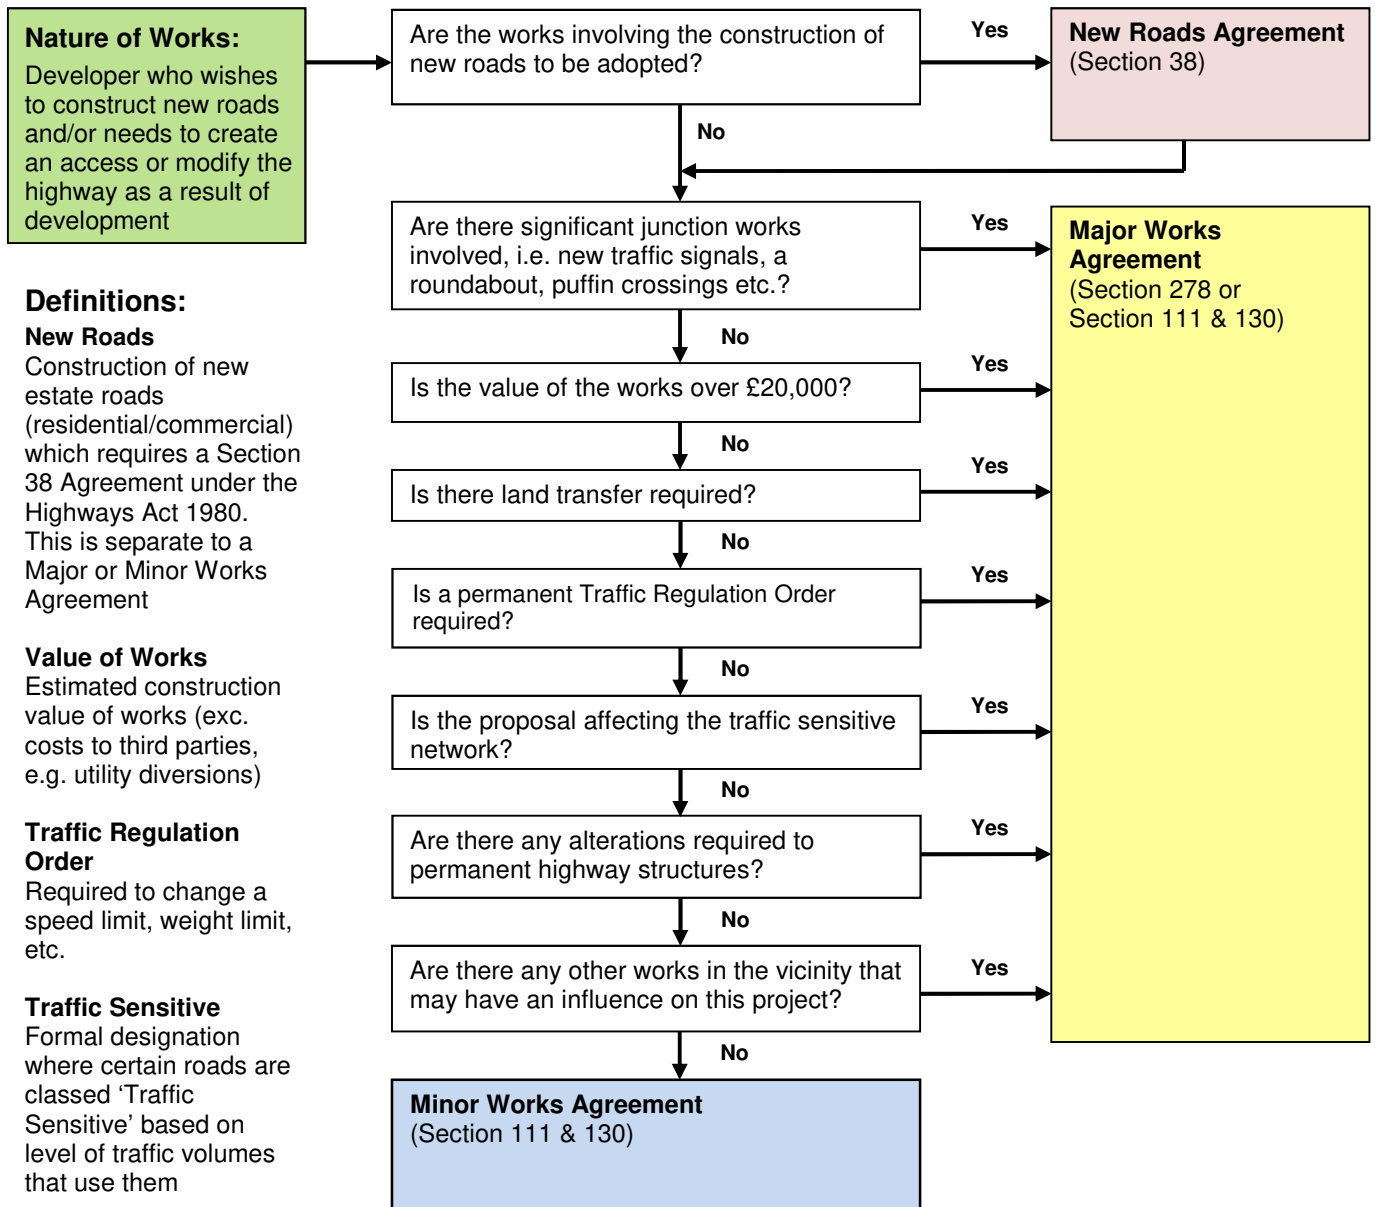 Nature of Works:
Developer who wishes
to construct new roads
and/or needs to create
an access or modify the
highway as a result of
development
Are the works involving the construction of
new roads to be adopted?
Yes
New Roads Agreement
(Section 38)
No
Are there significant junction works
involved, i.e. new traffic signals, a
roundabout, puffin crossings etc.?
Yes
Major Works
Agreement
(Section 278 or
Section 111 & 130)
No
Is the value of the works over £20,000?
Yes
No
Is there land transfer required?
Yes
No
Is a permanent Traffic Regulation Order
required?
Yes
No
Is the proposal affecting the traffic sensitive
network?
Yes
No
Are there any alterations required to
permanent highway structures?
Yes
No
Are there any other works in the vicinity that
may have an influence on this project?
Yes
No
Minor Works Agreement
(Section 111 & 130)
Definitions:
New Roads
Construction of new
estate roads
(residential/commercial)
which requires a Section
38 Agreement under the
Highways Act 1980.
This is separate to a
Major or Minor Works
Agreement
Value of Works
Estimated construction
value of works (exc.
costs to third parties,
e.g. utility diversions)
Traffic Regulation
Order
Required to change a
speed limit, weight limit,
etc.
Traffic Sensitive
Formal designation
where certain roads are
classed ‘Traffic
Sensitive’ based on
level of traffic volumes
that use them